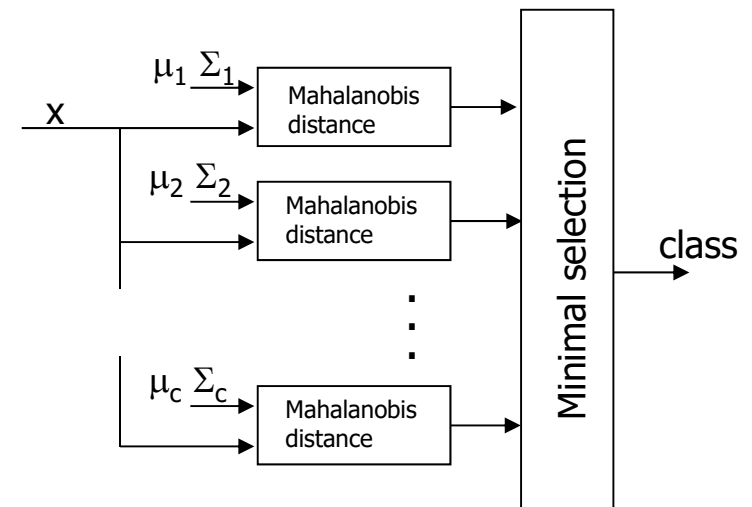 μ1 Σ1
x
Mahalanobis
distance
μ2 Σ2
Mahalanobis
distance
μc Σc
Mahalanobis
distance
Minimal selection
class